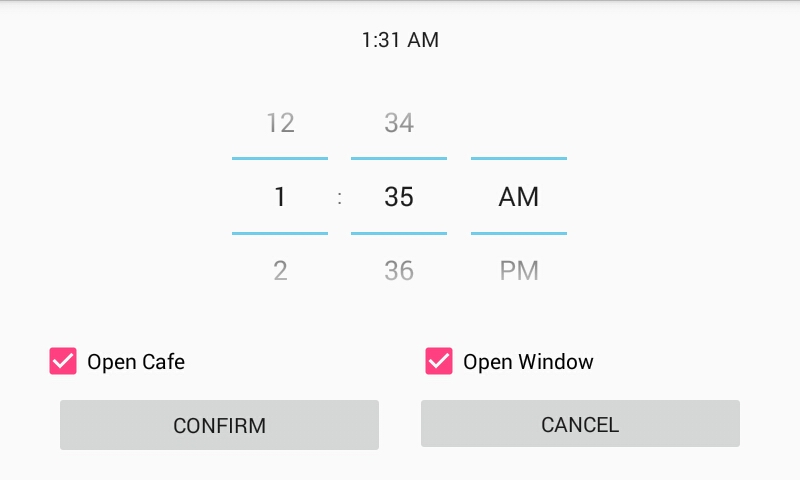 1:31 AM
12 34
1 : 35 AM
2 36 PM
Open Cafe Open Window
CONFIRM CANCEL